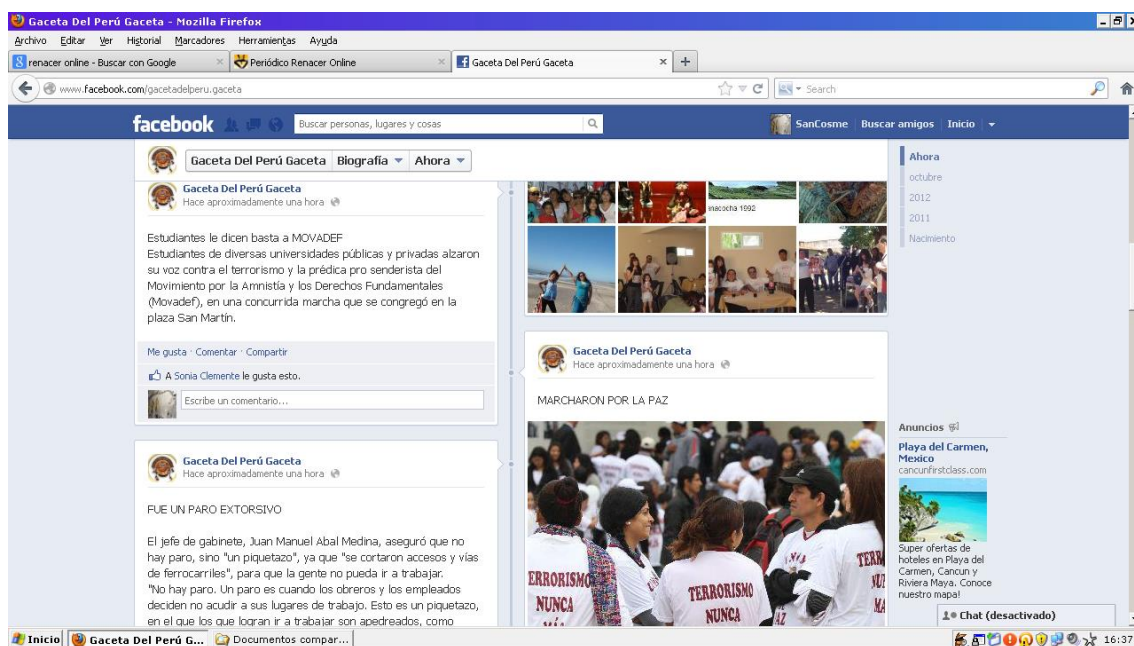 Gaceta Del Perú Gaceta - Mozilla Firefox
Archivo Editar Ver Historial Marcadores Herramientas Ayuda
renacer online - Buscar con Google
Periódico Renacer Online
Gaceta Del Perú Gaceta
www.facebook.com/gacetadelperu.gaceta
Search
facebook
Buscar personas, lugares y cosas
SanCosme Buscar amigos Inicio
Gaceta Del Perú Gaceta Biografía Ahora
Gaceta Del Perú Gaceta
Hace aproximadamente una hora
Estudiantes le dicen basta a MOVADEF
Estudiantes de diversas universidades públicas y privadas alzaron
su voz contra el terrorismo y la prédica pro senderista del
Movimiento por la Amnistía y los Derechos Fundamentales
(Movadef), en una concurrida marcha que se congregó en la
plaza San Martín.
Me gusta · Comentar · Compartir
A Sonia Clemente le gusta esto.
Escribe un comentario...
Gaceta Del Perú Gaceta
Hace aproximadamente una hora
FUE UN PARO EXTORSIVO
El jefe de gabinete, Juan Manuel Abal Medina, aseguró que no
hay paro, sino "un piquetazo", ya que "se cortaron accesos y vías
de ferrocarriles", para que la gente no pueda ir a trabajar.
"No hay paro. Un paro es cuando los obreros y los empleados
deciden no acudir a sus lugares de trabajo. Esto es un piquetazo,
en el que los que logran ir a trabajar son apedreados, como
inacocha 1992
Gaceta Del Perú Gaceta
Hace aproximadamente una hora
MARCHARON POR LA PAZ
ERRORISMO
NUNCA
MÁS
TERRORISMO
NUNCA
TERR
NU
MA
Ahora
octubre
2012
2011
Nacimiento
Anuncios
Playa del Carmen,
Mexico
cancunfirstclass.com
Super ofertas de
hoteles en Playa del
Carmen, Cancun y
Riviera Maya. Conoce
nuestro mapa!
Chat (desactivado)
Inicio
Gaceta Del Perú G...
Documentos compar...
16:37